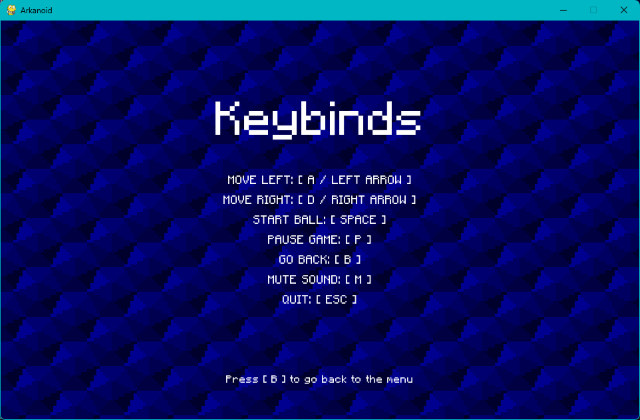 Arkanoid
Keybinds
MOVE LEFT: [ A / LEFT ARROW ]
MOVE RIGHT: [ D / RIGHT ARROW ]
START BALL: [ SPACE ]
PAUSE GAME: [ P ]
GO BACK: [ B ]
MUTE SOUND: [ M ]
QUIT: [ ESC ]
Press [ B ] to go back to the menu